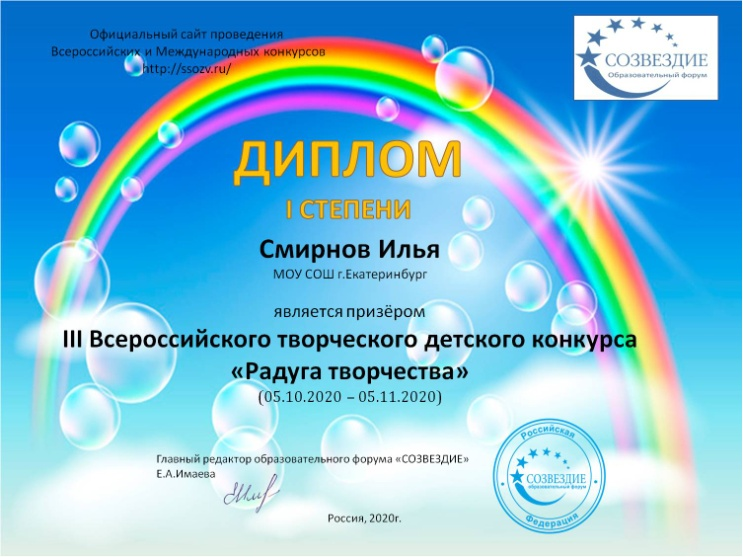 Официальный сайт проведения
Всероссийских и Международных конкурсов
http://ssozv.ru/
СОЗВЕЗДИЕ
Образовательный форум
ДИПЛОМ
I СТЕПЕНИ
Смирнов Илья
МОУ СОШ г.Екатеринбург
является призёром
III Всероссийского творческого детского конкурса
«Радуга творчества»
(05.10.2020 – 05.11.2020)
Главный редактор образовательного форума «СОЗВЕЗДИЕ»
Е.А.Имаева
Российская
СОЗВЕЗДИЕ
образовательный форум
Федерация
Россия, 2020г.